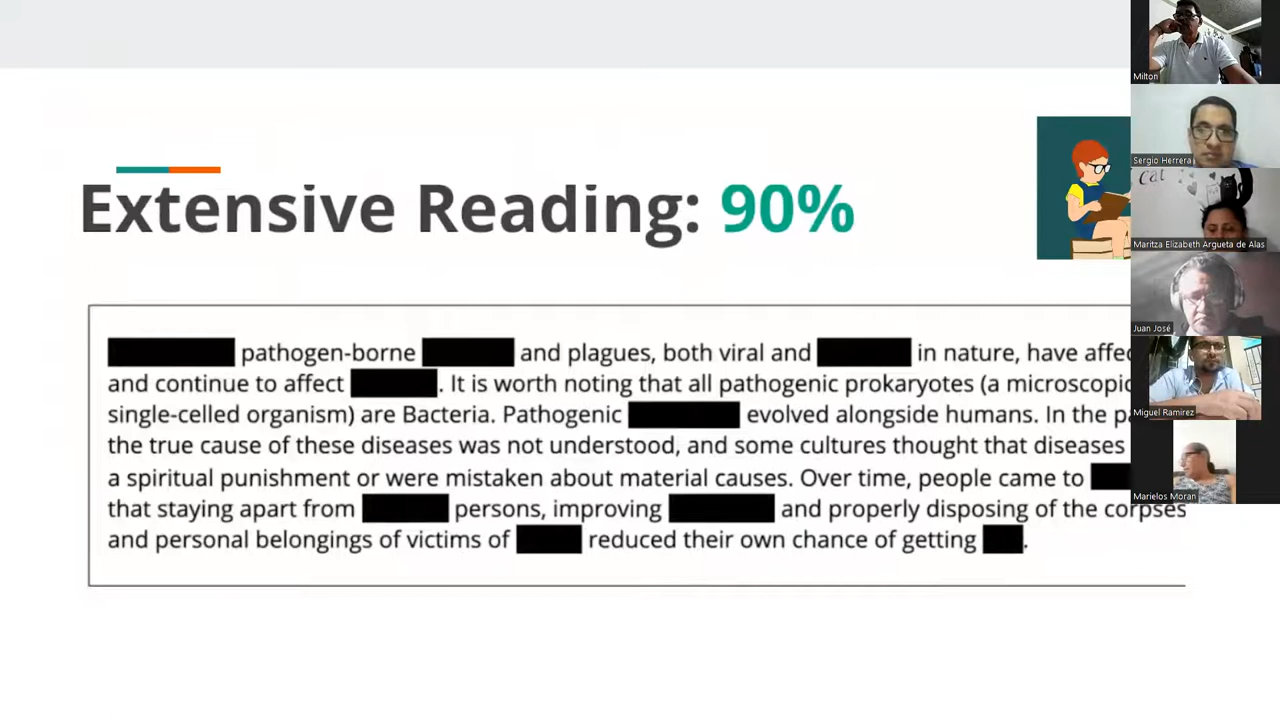 Extensive Reading: 90%
pathogen-borne and plagues, both viral and in nature, have affec
and continue to affect . It is worth noting that all pathogenic prokaryotes (a microscopic
single-celled organism) are Bacteria. Pathogenic evolved alongside humans. In the pa
the true cause of these diseases was not understood, and some cultures thought that diseases
a spiritual punishment or were mistaken about material causes. Over time, people came to
that staying apart from persons, improving and properly disposing of the corpses
and personal belongings of victims of reduced their own chance of getting .
Milton
Sergio Herrera
cat
Maritza Elizabeth Argueta de Alas
Juan José
Miguel Ramirez
Marielos Moran